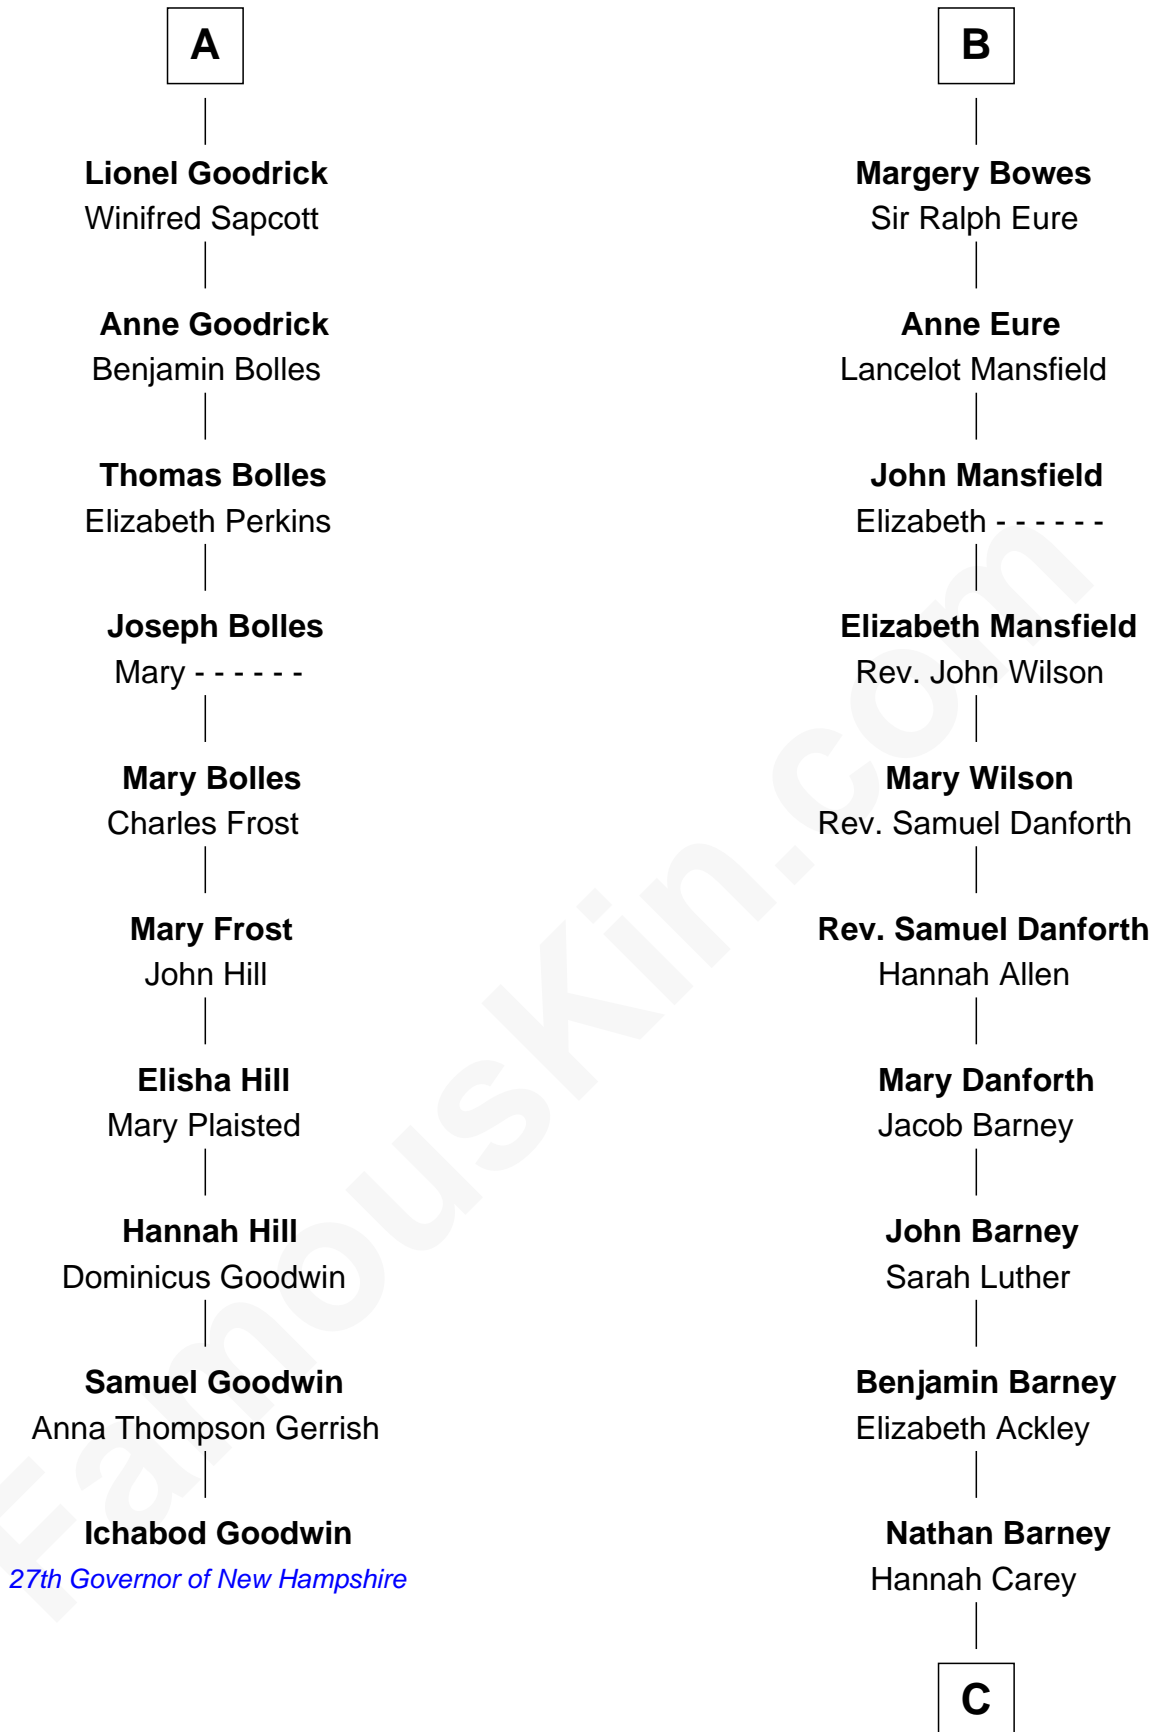 A
Lionel Goodrick
Winifred Sapcott
Anne Goodrick
Benjamin Bolles
Thomas Bolles
Elizabeth Perkins
Joseph Bolles
Mary - - - - - -
Mary Bolles
Charles Frost
Mary Frost
John Hill
Elisha Hill
Mary Plaisted
Hannah Hill
Dominicus Goodwin
Samuel Goodwin
Anna Thompson Gerrish
Ichabod Goodwin
27th Governor of New Hampshire
B
Margery Bowes
Sir Ralph Eure
Anne Eure
Lancelot Mansfield
John Mansfield
Elizabeth - - - - - -
Elizabeth Mansfield
Rev. John Wilson
Mary Wilson
Rev. Samuel Danforth
Rev. Samuel Danforth
Hannah Allen
Mary Danforth
Jacob Barney
John Barney
Sarah Luther
Benjamin Barney
Elizabeth Ackley
Nathan Barney
Hannah Carey
C
FamousKin.com